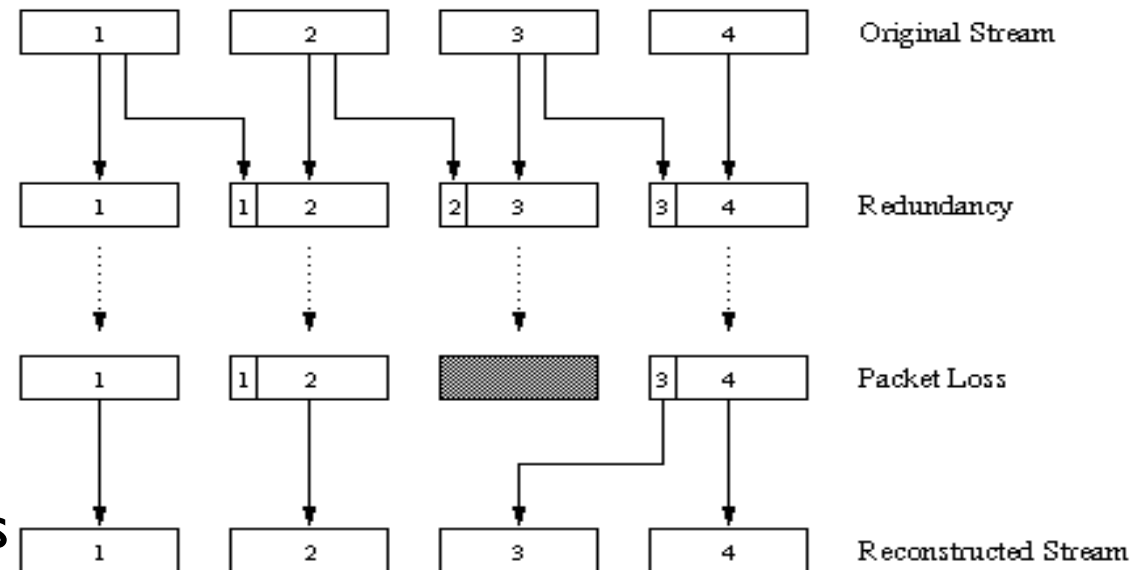 1 2 3 4 Original Stream
1 1 2 2 3 3 4 Redundancy
1 1 2 3 4 Packet Loss
s 1 2 3 4 Reconstructed Stream